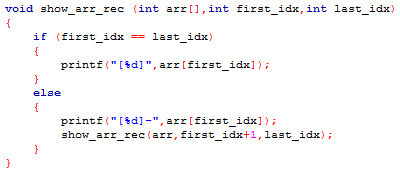 void show_arr_rec (int arr[],int first_idx,int last_idx)
{
    if (first_idx == last_idx)
    {
        printf("[%d]",arr[first_idx]);
    }
    else
    {
        printf("[%d]-",arr[first_idx]);
        show_arr_rec(arr,first_idx+1,last_idx);
    }
}